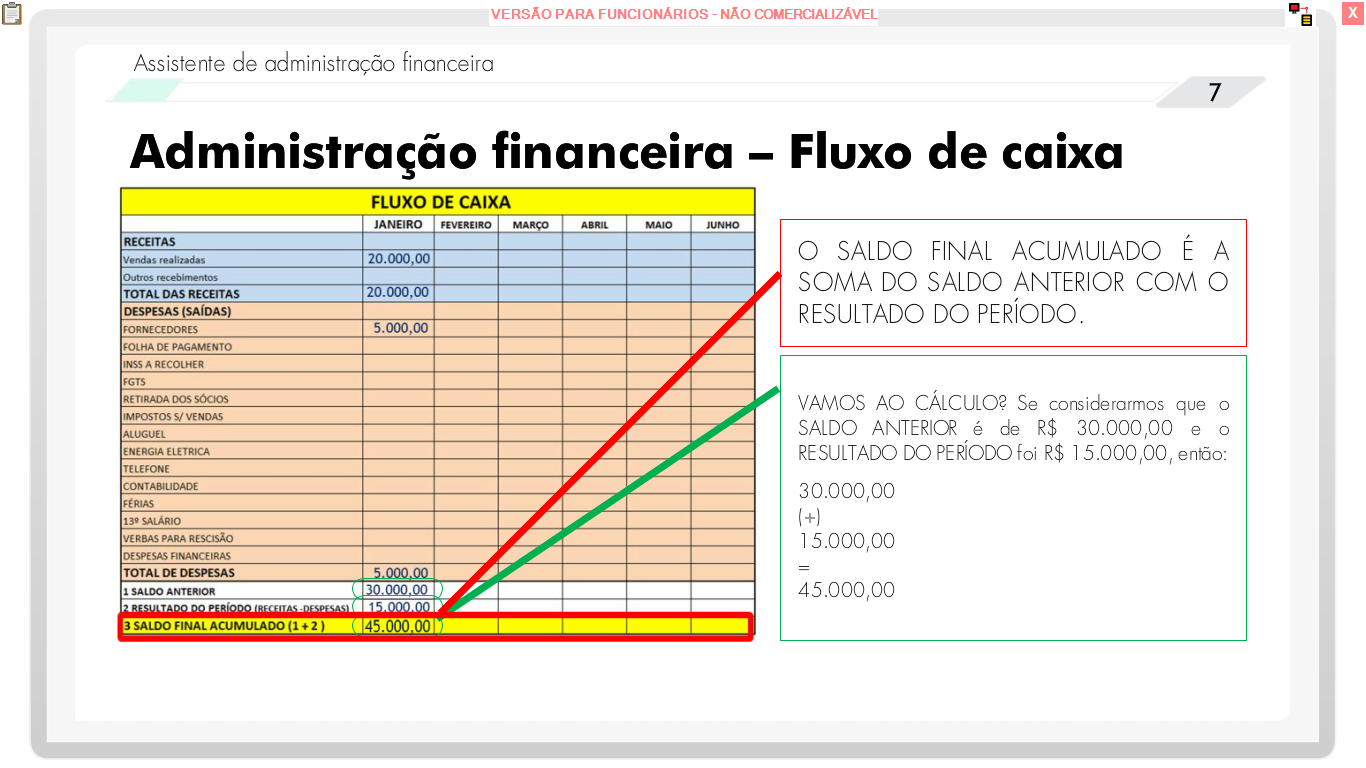 VERSÃO PARA FUNCIONÁRIOS - NÃO COMERCIALIZÁVEL
X
Assistente de administração financeira
7
Administração financeira – Fluxo de caixa
FLUXO DE CAIXA
JANEIRO FEVEREIRO MARÇO ABRIL MAIO JUNHO
RECEITAS
Vendas realizadas 20.000,00
Outros recebimentos
TOTAL DAS RECEITAS 20.000,00
DESPESAS (SAÍDAS)
FORNECEDORES 5.000,00
FOLHA DE PAGAMENTO
INSS A RECOLHER
FGTS
RETIRADA DOS SÓCIOS
IMPOSTOS S/ VENDAS
ALUGUEL
ENERGIA ELETRICA
TELEFONE
CONTABILIDADE
FÉRIAS
13º SALÁRIO
VERBAS PARA RESCISÃO
DESPESAS FINANCEIRAS
TOTAL DE DESPESAS 5.000,00
1 SALDO ANTERIOR 30.000,00
2 RESULTADO DO PERÍODO (RECEITAS -DESPESAS) 15.000,00
3 SALDO FINAL ACUMULADO (1 + 2 ) 45.000,00
O SALDO FINAL ACUMULADO É A
SOMA DO SALDO ANTERIOR COM O
RESULTADO DO PERÍODO.
VAMOS AO CÁLCULO? Se considerarmos que o
SALDO ANTERIOR é de R$ 30.000,00 e o
RESULTADO DO PERÍODO foi R$ 15.000,00, então:
30.000,00
(+)
15.000,00
=
45.000,00